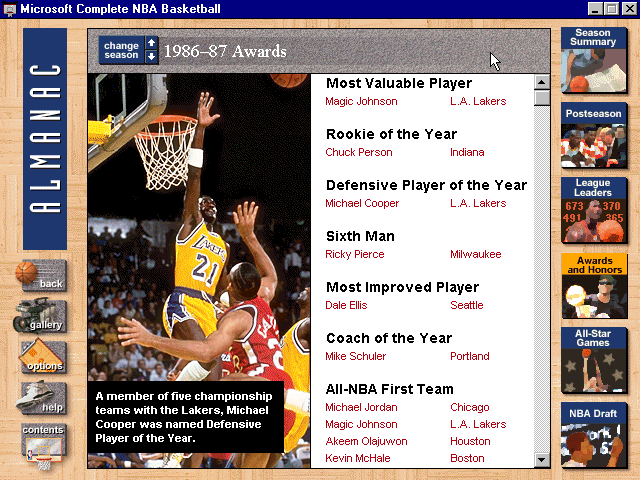 Microsoft Complete NBA Basketball
ALMANAC
change
season
1986–87 Awards
back
gallery
options
help
contents
LAKERS
21
A member of five championship
teams with the Lakers, Michael
Cooper was named Defensive
Player of the Year.
Most Valuable Player
Magic Johnson L.A. Lakers
Rookie of the Year
Chuck Person Indiana
Defensive Player of the Year
Michael Cooper L.A. Lakers
Sixth Man
Ricky Pierce Milwaukee
Most Improved Player
Dale Ellis Seattle
Coach of the Year
Mike Schuler Portland
All-NBA First Team
Michael Jordan Chicago
Magic Johnson L.A. Lakers
Akeem Olajuwon Houston
Kevin McHale Boston
Season
Summary
Postseason
League
Leaders
673 370
491 365
Awards
and Honors
All-Star
Games
NBA Draft